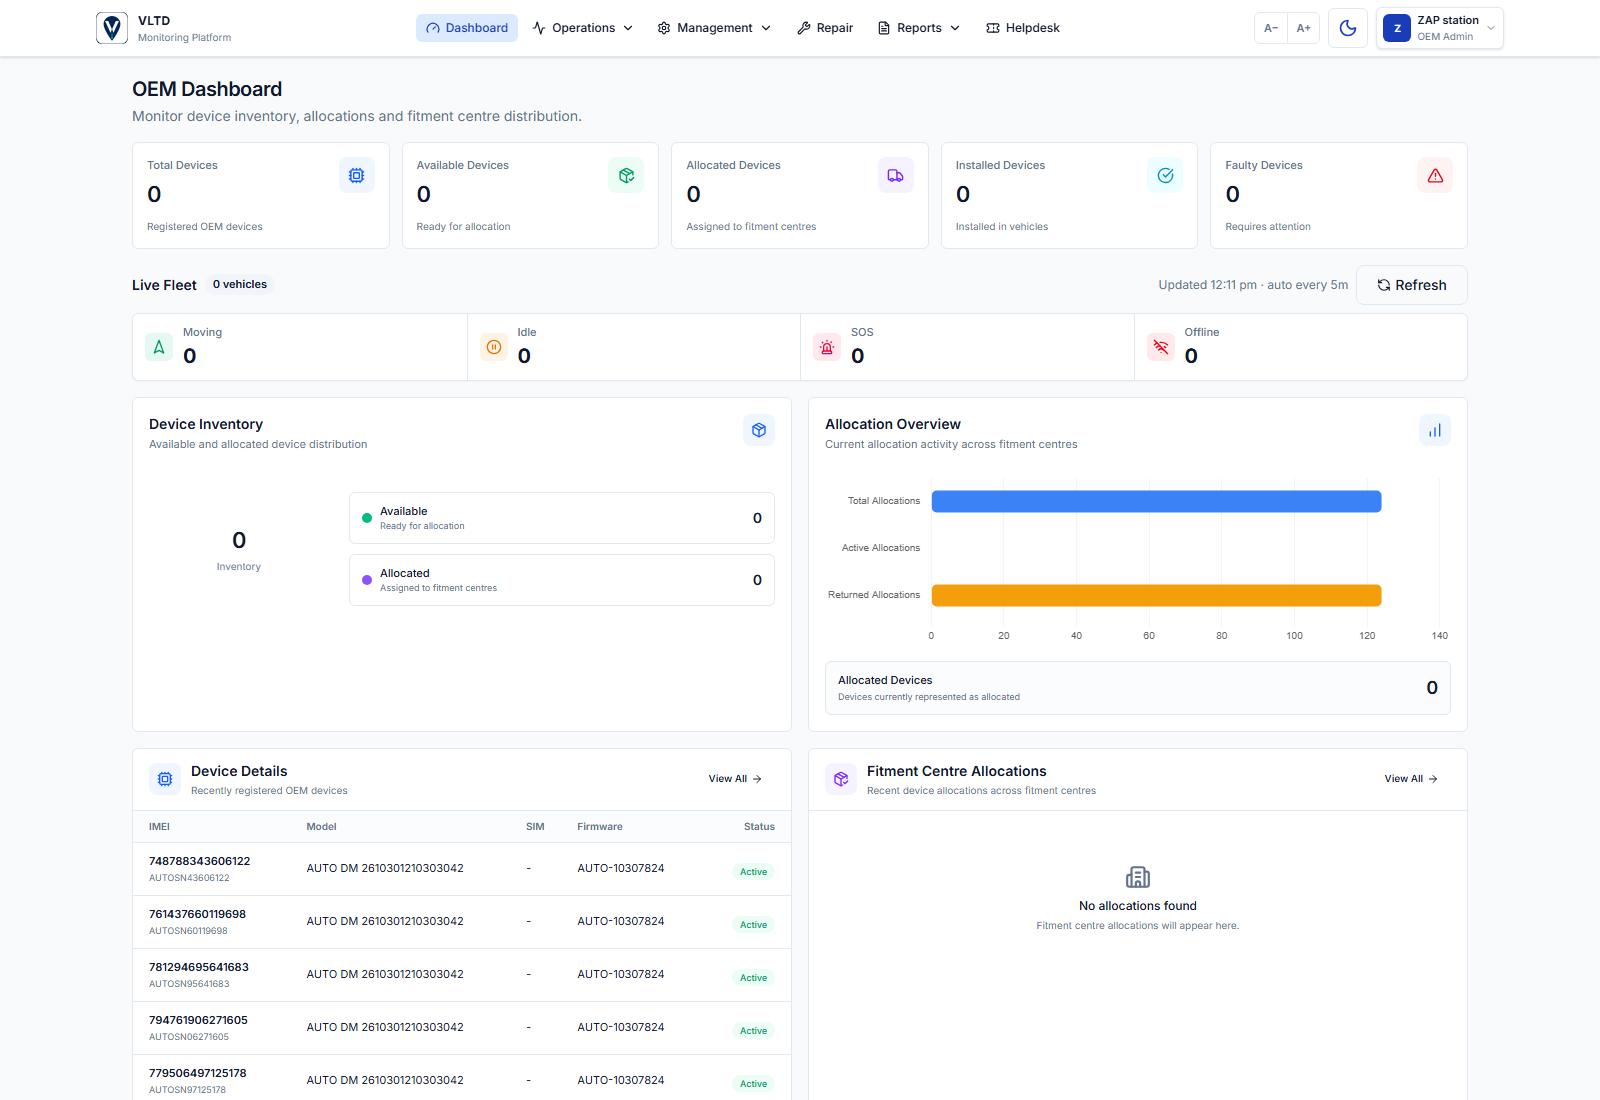 VLTD
Monitoring Platform
Dashboard
Operations
Management
Repair
Reports
Helpdesk
A−
A+
Z
ZAP station
OEM Admin
OEM Dashboard
Monitor device inventory, allocations and fitment centre distribution.
Total Devices
0
Registered OEM devices
Available Devices
0
Ready for allocation
Allocated Devices
0
Assigned to fitment centres
Installed Devices
0
Installed in vehicles
Faulty Devices
0
Requires attention
Live Fleet
0 vehicles
Updated 12:11 pm · auto every 5m
Refresh
Moving
0
Idle
0
SOS
0
Offline
0
Device Inventory
Available and allocated device distribution
0
Inventory
Available
Ready for allocation
0
Allocated
Assigned to fitment centres
0
Allocation Overview
Current allocation activity across fitment centres
Total Allocations
Active Allocations
Returned Allocations
0 20 40 60 80 100 120 140
Allocated Devices
Devices currently represented as allocated
0
Device Details
Recently registered OEM devices
View All
IMEI Model SIM Firmware Status
748788343606122
AUTOSN43606122
AUTO DM 2610301210303042 - AUTO-10307824 Active
761437660119698
AUTOSN60119698
AUTO DM 2610301210303042 - AUTO-10307824 Active
781294695641683
AUTOSN95641683
AUTO DM 2610301210303042 - AUTO-10307824 Active
794761906271605
AUTOSN06271605
AUTO DM 2610301210303042 - AUTO-10307824 Active
779506497125178
AUTOSN97125178
AUTO DM 2610301210303042 - AUTO-10307824 Active
Fitment Centre Allocations
Recent device allocations across fitment centres
View All
No allocations found
Fitment centre allocations will appear here.